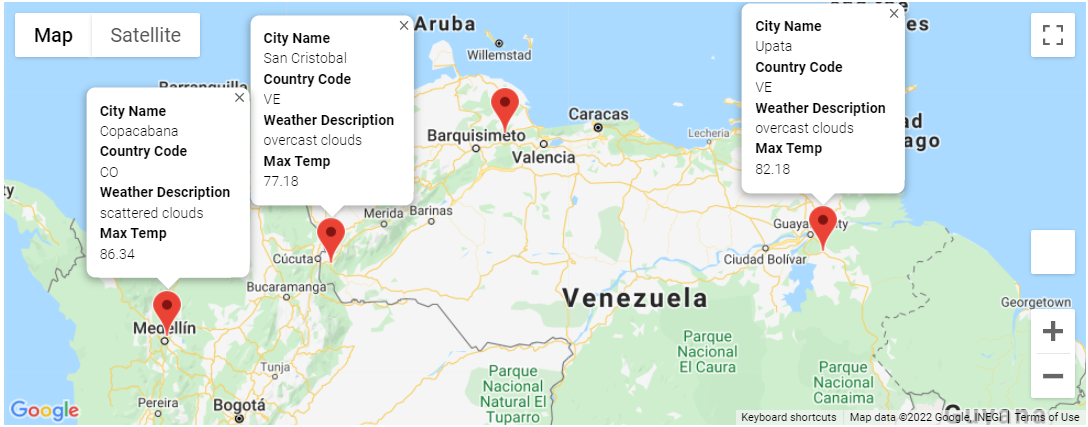 Map
Satellite
Aruba
Willemstad
Barranquilla
Barquisimeto
Caracas
Valencia
Lecheria
Merida
Barinas
Cúcuta
Bucaramanga
Medellín
Tunja
Pereira
Bogotá
Venezuela
Ciudad Bolívar
Georgetown
Parque
Nacional
El Caura
Parque
Nacional
Natural El
Tuparro
Parque
Nacional
Canaima
City Name
Copacabana
Country Code
CO
Weather Description
scattered clouds
Max Temp
86.34
City Name
San Cristobal
Country Code
VE
Weather Description
overcast clouds
Max Temp
77.18
City Name
Upata
Country Code
VE
Weather Description
overcast clouds
Max Temp
82.18
Google
Keyboard shortcuts
Map data ©2022 Google, INEGI
Terms of Use